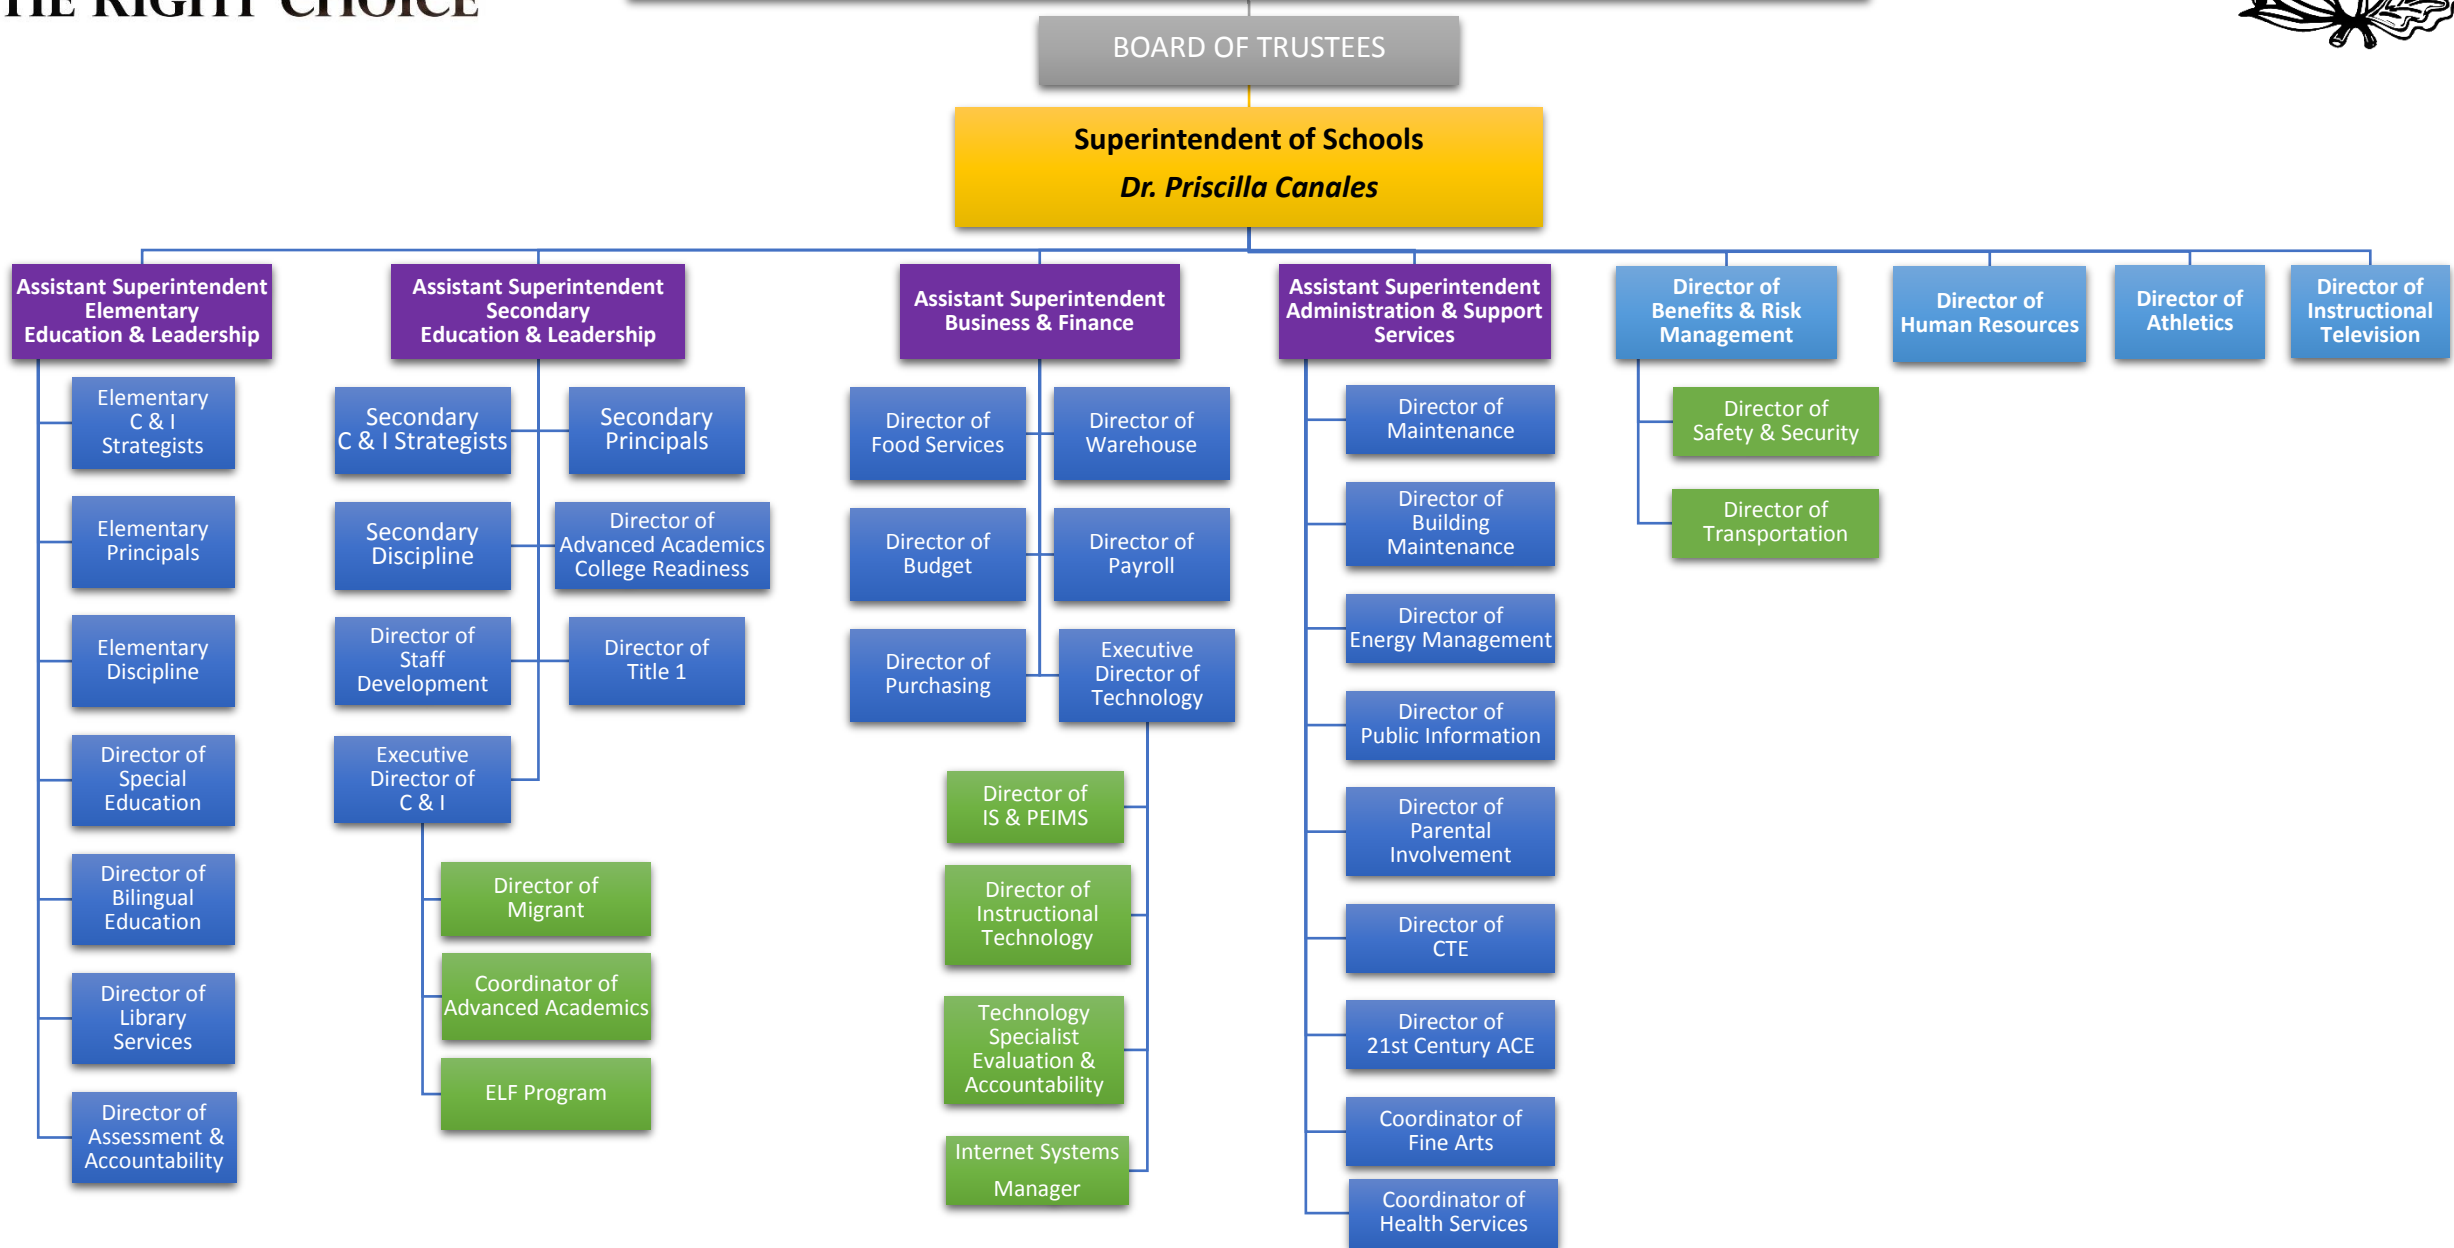 THE RIGHT CHOICE
BOARD OF TRUSTEES
Superintendent of Schools
Dr. Priscilla Canales
Assistant Superintendent
Elementary
Education & Leadership
Elementary
C & I
Strategists
Elementary
Principals
Elementary
Discipline
Director of
Special
Education
Director of
Bilingual
Education
Director of
Library
Services
Director of
Assessment &
Accountability
Assistant Superintendent
Secondary
Education & Leadership
Secondary
C & I Strategists
Secondary
Principals
Secondary
Discipline
Director of
Advanced Academics
College Readiness
Director of
Staff
Development
Director of
Title 1
Executive
Director of
C & I
Director of
Migrant
Coordinator of
Advanced Academics
ELF Program
Assistant Superintendent
Business & Finance
Director of
Food Services
Director of
Warehouse
Director of
Budget
Director of
Payroll
Director of
Purchasing
Executive
Director of
Technology
Director of
IS & PEIMS
Director of
Instructional
Technology
Technology
Specialist
Evaluation &
Accountability
Internet Systems
Manager
Assistant Superintendent
Administration & Support
Services
Director of
Maintenance
Director of
Building
Maintenance
Director of
Energy Management
Director of
Public Information
Director of
Parental
Involvement
Director of
CTE
Director of
21st Century ACE
Coordinator of
Fine Arts
Coordinator of
Health Services
Director of
Benefits & Risk
Management
Director of
Safety & Security
Director of
Transportation
Director of
Human Resources
Director of
Athletics
Director of
Instructional
Television